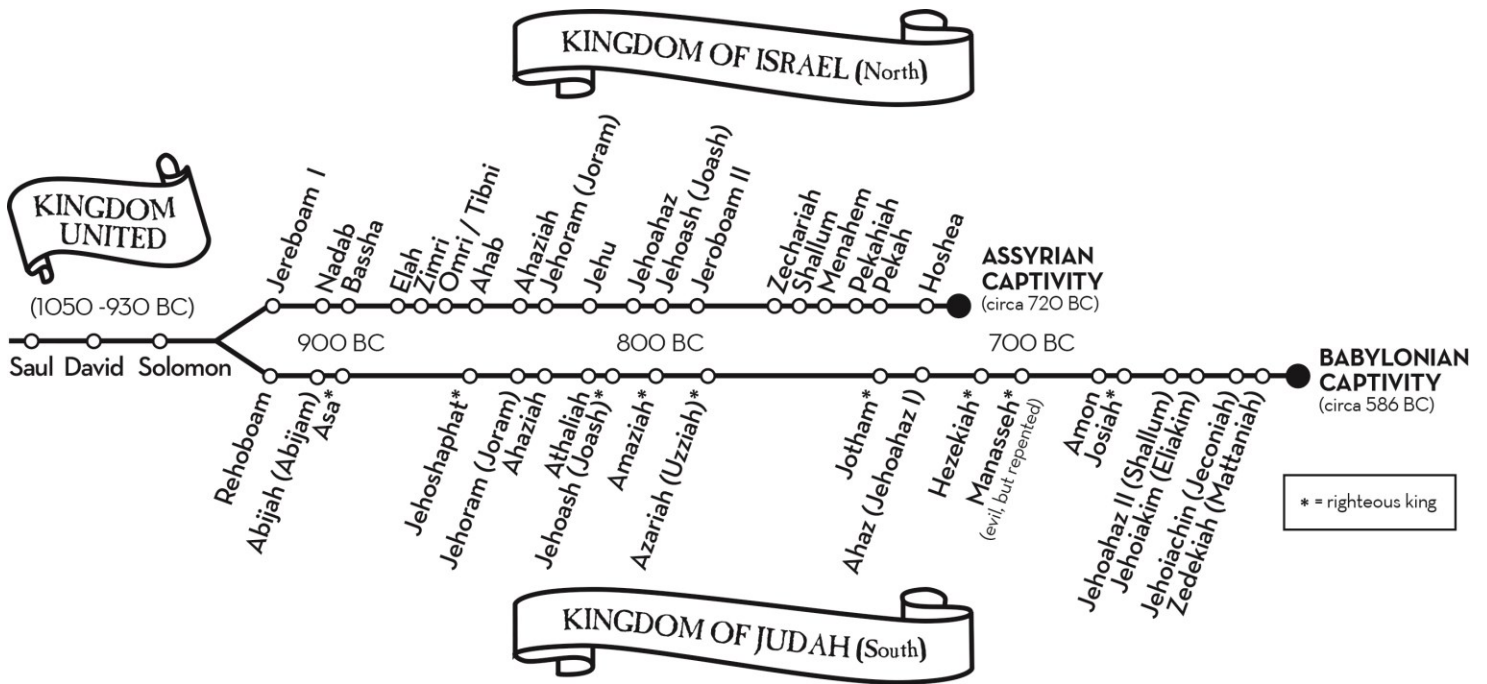 KINGDOM OF ISRAEL (North)
KINGDOM
UNITED
(1050 -930 BC)
Saul
David
Solomon
Jereboam I
Nadab
Bassha
Elah
Zimri
Omri / Tibni
Ahab
Ahaziah
Jehoram (Joram)
Jehu
Jehoahaz
Jehoash (Joash)
Jeroboam II
Zechariah
Shallum
Menahem
Pekahiah
Pekah
Hoshea
ASSYRIAN
CAPTIVITY
(circa 720 BC)
900 BC
800 BC
700 BC
Rehoboam
Abijah (Abijam)
Asa*
Jehoshaphat*
Jehoram (Joram)
Ahaziah
Athaliah
Jehoash (Joash)*
Amaziah*
Azariah (Uzziah)*
Jotham*
Ahaz (Jehoahaz I)
Hezekiah*
Manasseh*
(evil, but repented)
Amon
Josiah*
Jehoahaz II (Shallum)
Jehoiakim (Eliakim)
Jehoiachin (Jeconiah)
Zedekiah (Mattaniah)
BABYLONIAN
CAPTIVITY
(circa 586 BC)
* = righteous king
KINGDOM OF JUDAH (South)